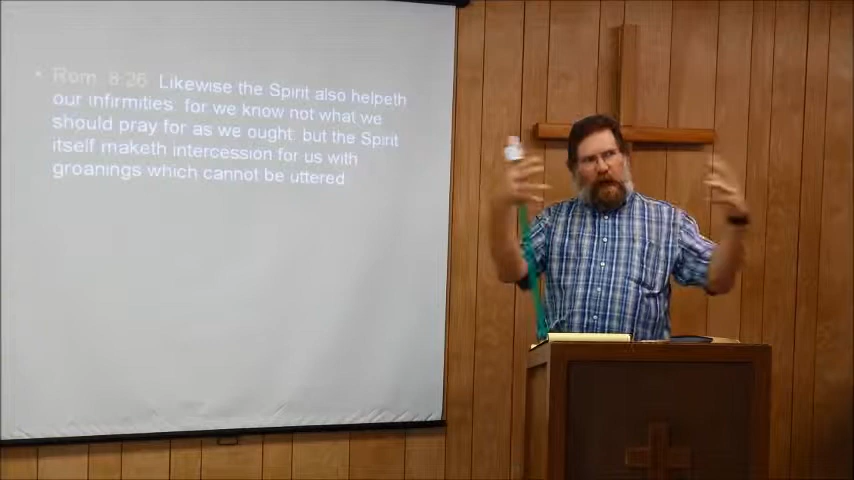 • Rom. 8:26 Likewise the Spirit also helpeth
our infirmities: for we know not what we
should pray for as we ought: but the Spirit
itself maketh intercession for us with
groanings which cannot be uttered